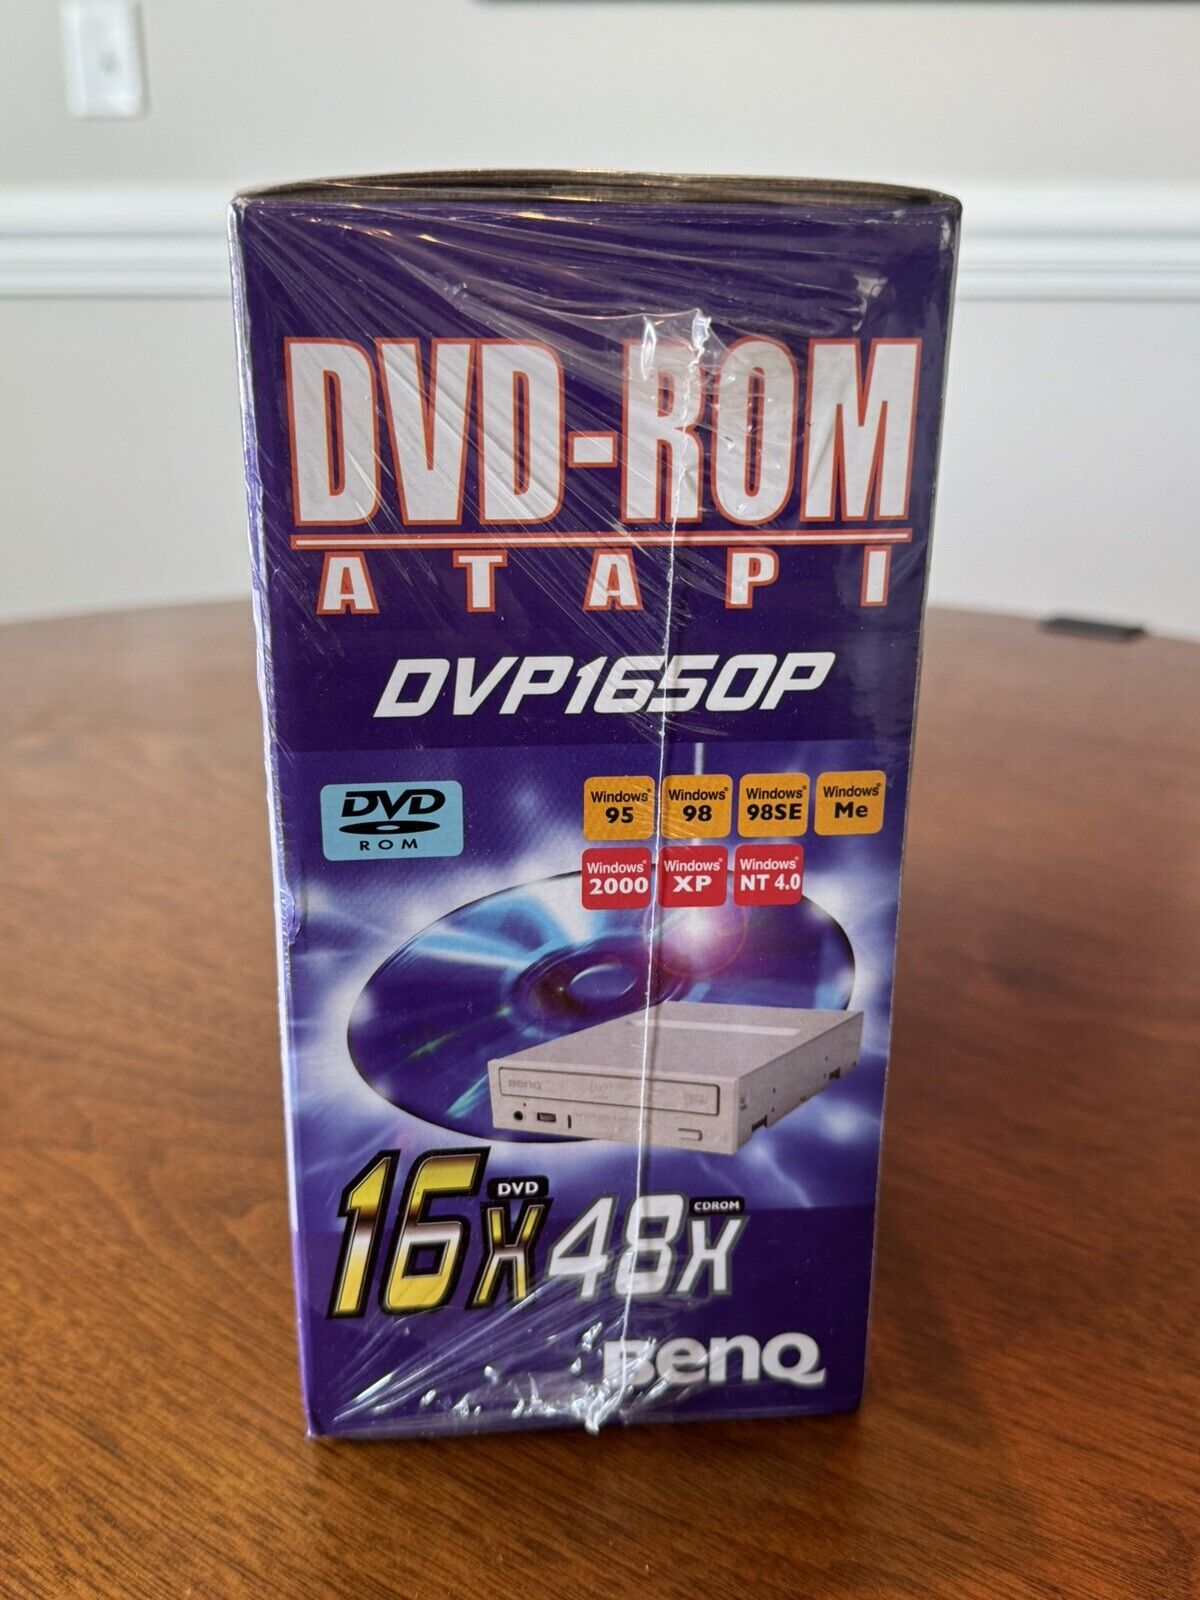 DVD-ROM
ATAPI
DVP1650P
DVD
ROM
Windows® 95
Windows® 98
Windows® 98SE
Windows® Me
Windows® 2000
Windows® XP
Windows® NT 4.0
BenQ
16X DVD 48X CDROM
BenQ